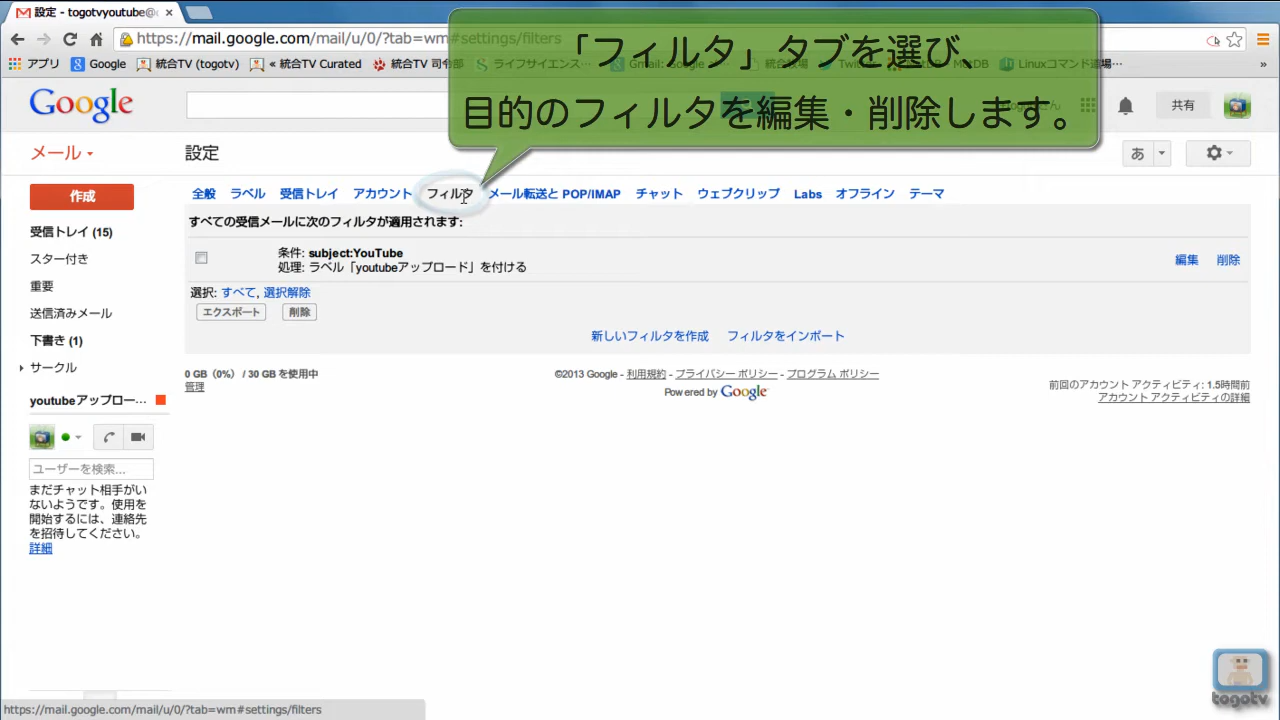 設定 - togotvyoutube@
https://mail.google.com/mail/u/0/?tab=wm#settings/filters
「フィルタ」タブを選び、
目的のフィルタを編集・削除します。
アプリ Google 統合TV (togotv) « 統合TV Curated 統合TV 司令部 ライフサイエンス… Gmail: Google Linuxコマンド道場…
Google
共有
メール
設定
あ
作成
全般 ラベル 受信トレイ アカウント フィルタ メール転送と POP/IMAP チャット ウェブクリップ Labs オフライン テーマ
すべての受信メールに次のフィルタが適用されます:
受信トレイ (15)
スター付き
重要
送信済みメール
下書き (1)
サークル
youtubeアップロー…
条件: subject:YouTube
処理: ラベル「youtubeアップロード」を付ける
編集 削除
選択: すべて, 選択解除
エクスポート 削除
新しいフィルタを作成 フィルタをインポート
0 GB（0%）/ 30 GB を使用中
管理
©2013 Google - 利用規約 - プライバシー ポリシー - プログラム ポリシー
Powered by Google
前回のアカウント アクティビティ: 1.5時間前
アカウント アクティビティの詳細
ユーザーを検索...
まだチャット相手がい
ないようです。使用を
開始するには、連絡先
を招待してください。
詳細
https://mail.google.com/mail/u/0/?tab=wm#settings/filters
togotv